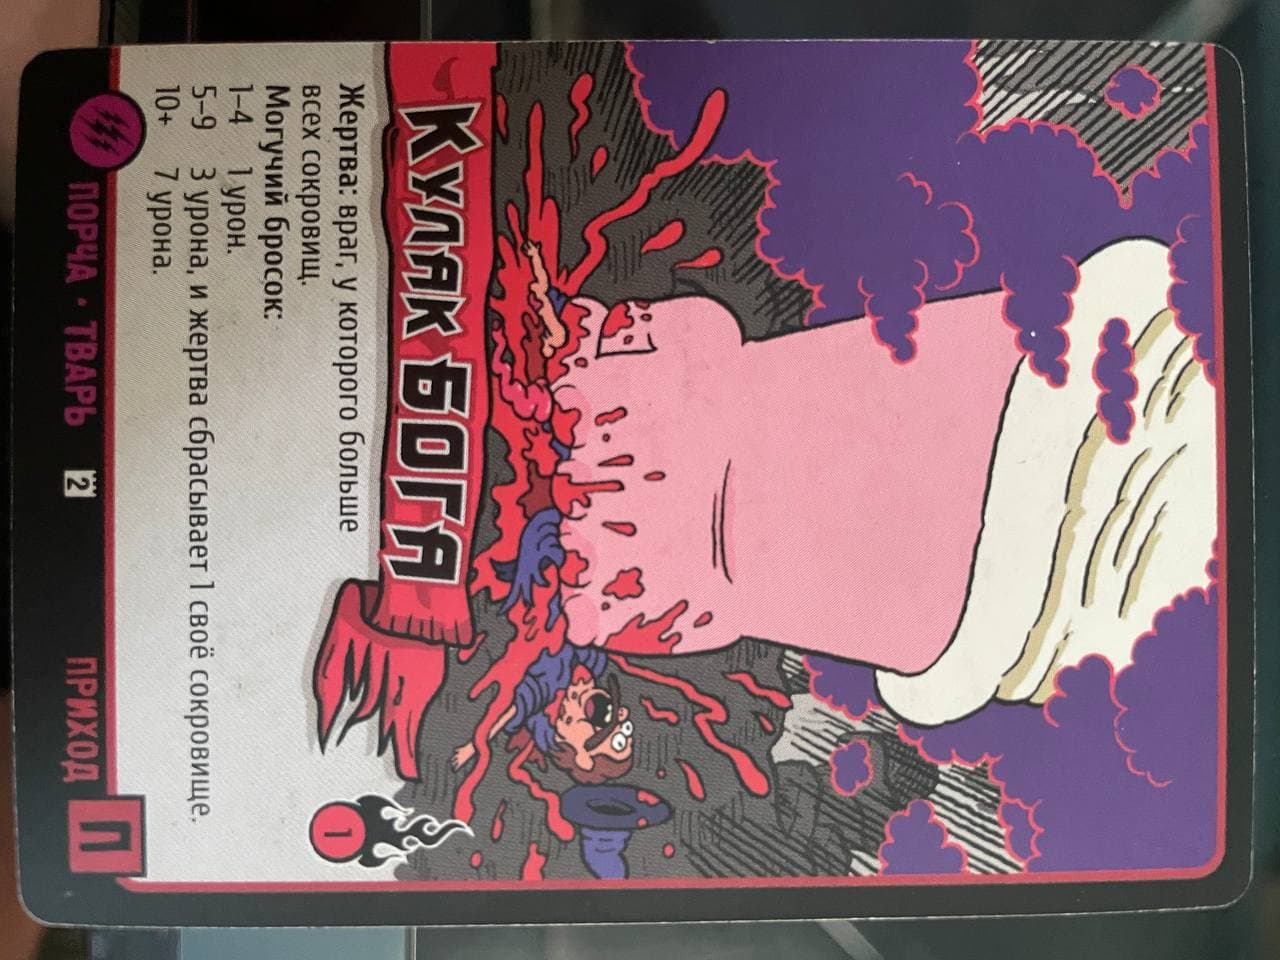 Кулак БОГА
1
Жертва: враг, у которого больше
всех сокровищ.
Могучий бросок:
1–4 1 урон.
5–9 3 урона, и жертва сбрасывает 1 своё сокровище.
10+ 7 урона.
ПОРЧА · ТВАРЬ 2 ПРИХОД П